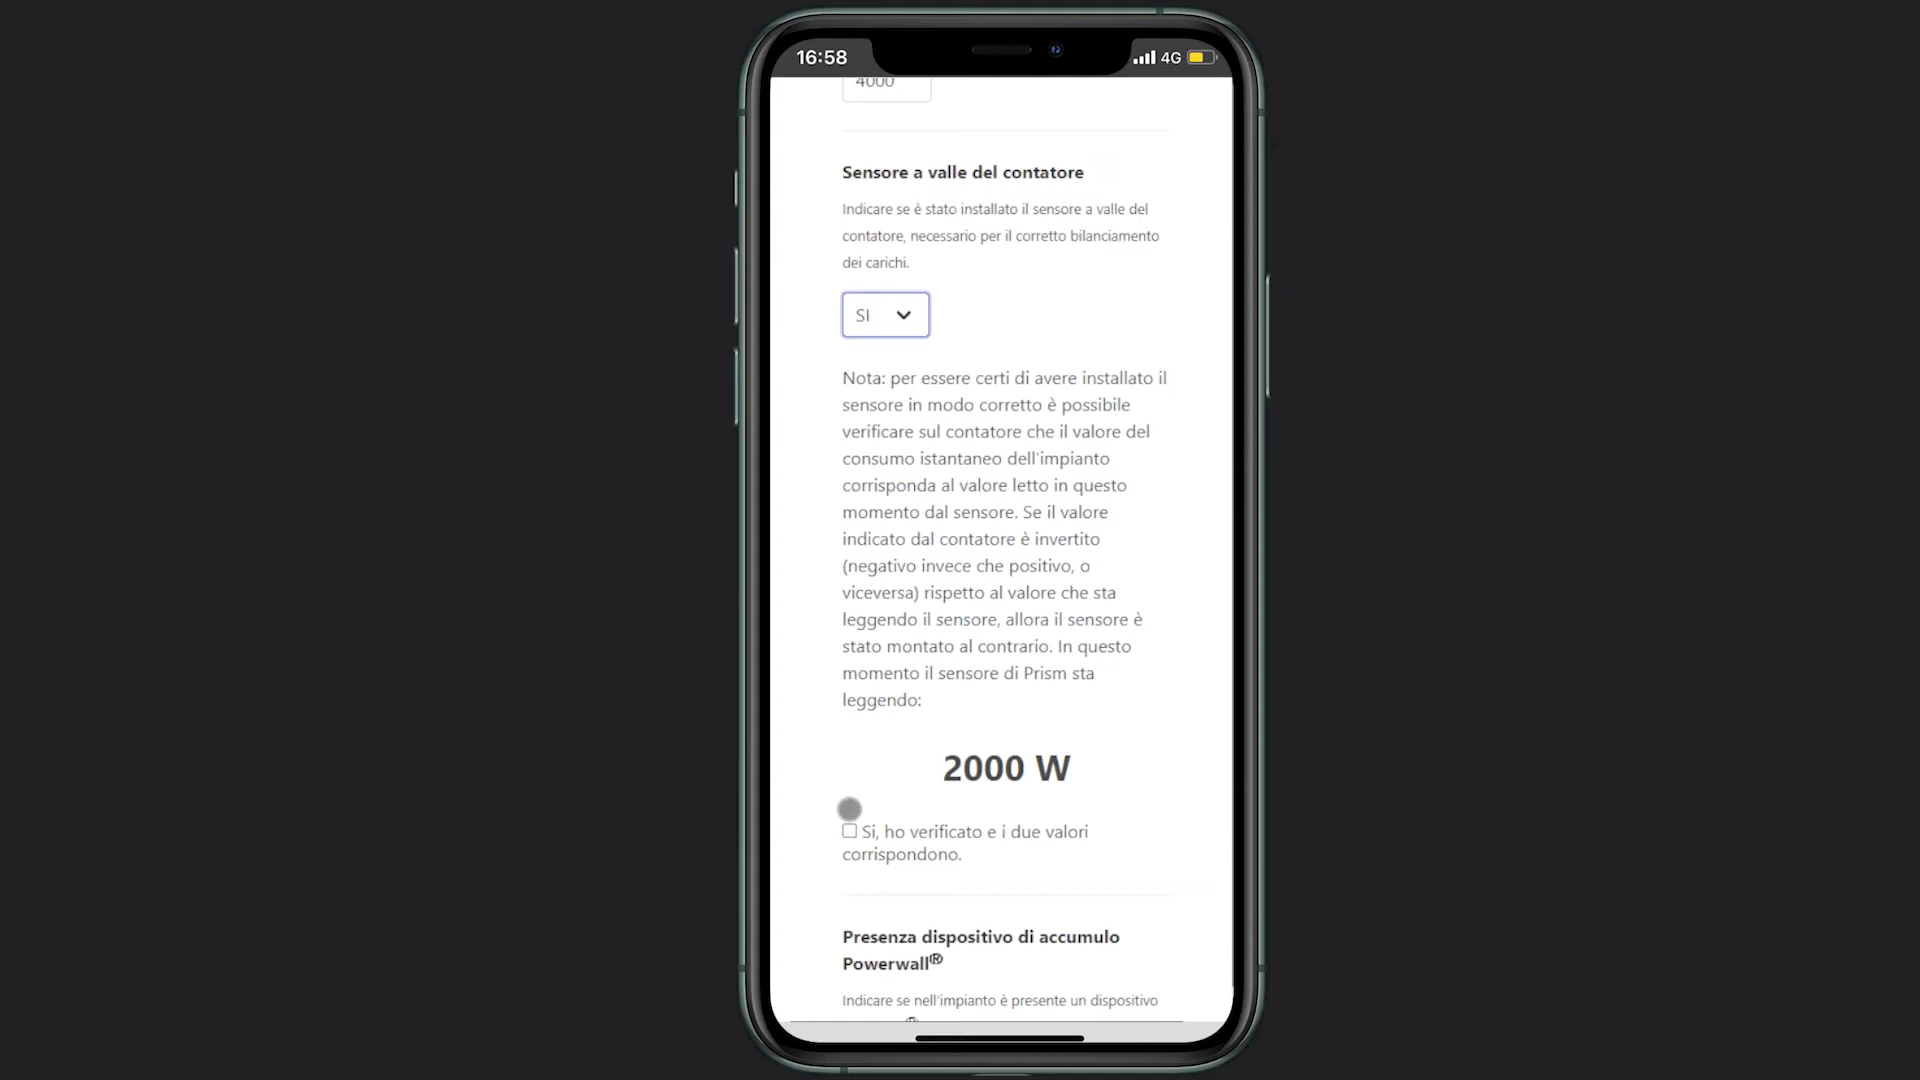 16:58
4G
4000
Sensore a valle del contatore
Indicare se è stato installato il sensore a valle del
contatore, necessario per il corretto bilanciamento
dei carichi.
SI
Nota: per essere certi di avere installato il
sensore in modo corretto è possibile
verificare sul contatore che il valore del
consumo istantaneo dell'impianto
corrisponda al valore letto in questo
momento dal sensore. Se il valore
indicato dal contatore è invertito
(negativo invece che positivo, o
viceversa) rispetto al valore che sta
leggendo il sensore, allora il sensore è
stato montato al contrario. In questo
momento il sensore di Prism sta
leggendo:
2000 W
Si, ho verificato e i due valori
corrispondono.
Presenza dispositivo di accumulo
Powerwall®
Indicare se nell'impianto è presente un dispositivo